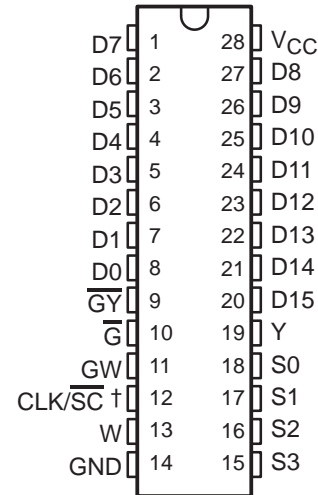 D7 1 28 VCC
D6 2 27 D8
D5 3 26 D9
D4 4 25 D10
D3 5 24 D11
D2 6 23 D12
D1 7 22 D13
D0 8 21 D14
G̅Y̅ 9 20 D15
G̅ 10 19 Y
GW 11 18 S0
CLK/S̅C̅ † 12 17 S1
W 13 16 S2
GND 14 15 S3